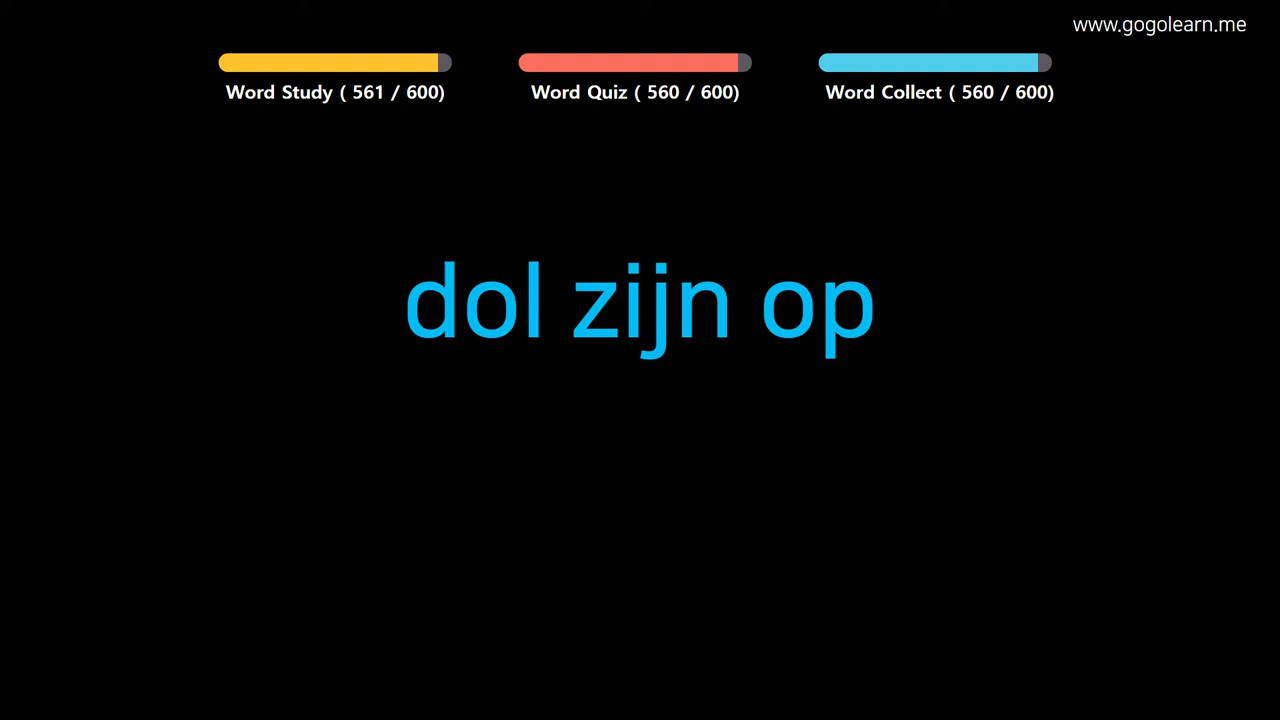 www.gogolearn.me
Word Study ( 561 / 600)
Word Quiz ( 560 / 600)
Word Collect ( 560 / 600)
dol zijn op